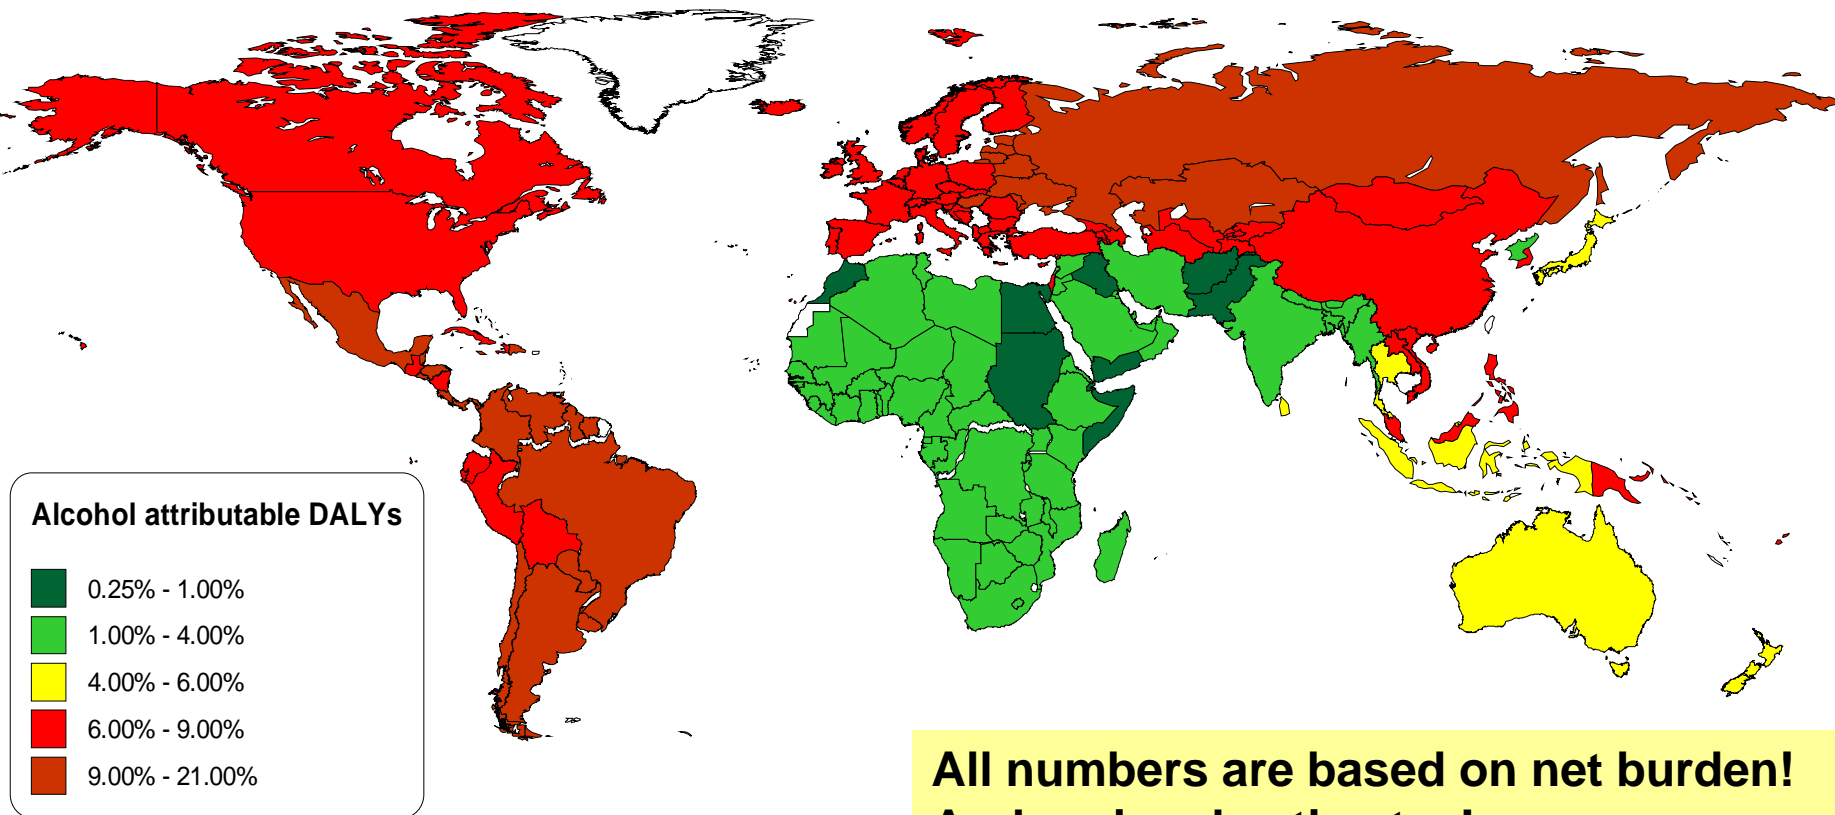 Alcohol attributable DALYs
0.25% - 1.00%
1.00% - 4.00%
4.00% - 6.00%
6.00% - 9.00%
9.00% - 21.00%
All numbers are based on net burden!